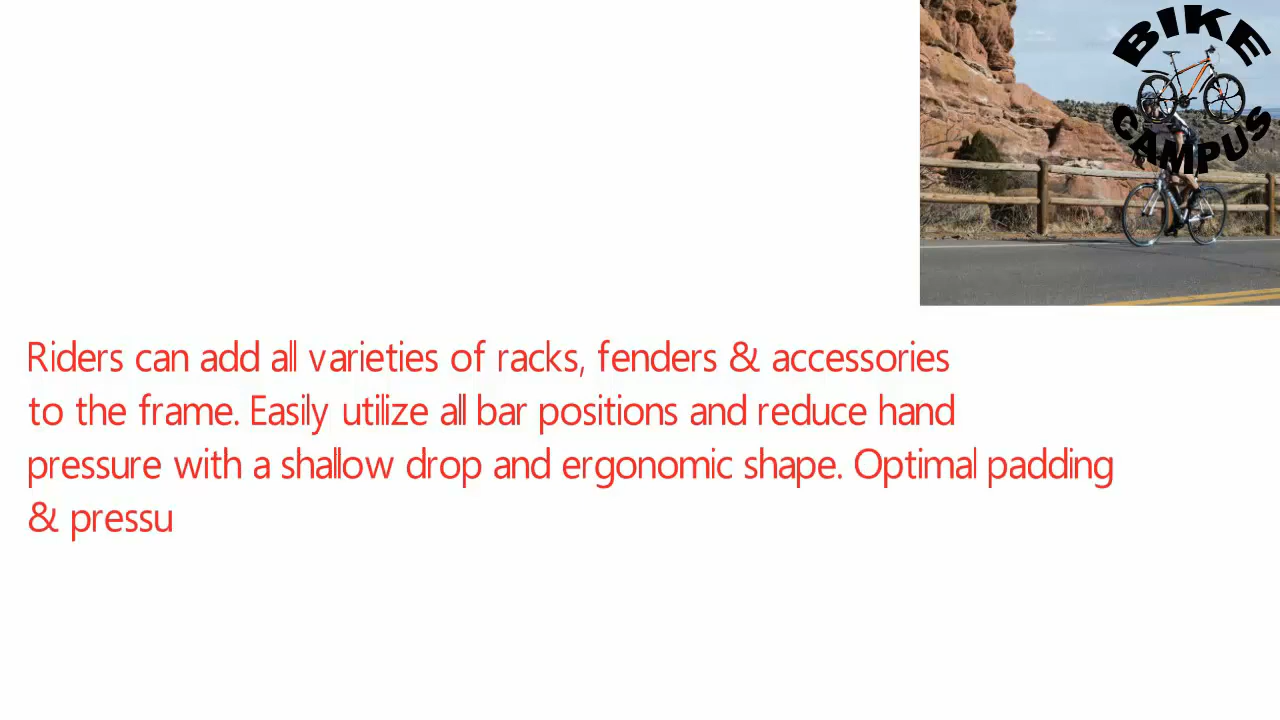 BIKE
CAMPUS
Riders can add all varieties of racks, fenders & accessories
to the frame. Easily utilize all bar positions and reduce hand
pressure with a shallow drop and ergonomic shape. Optimal padding
& pressu